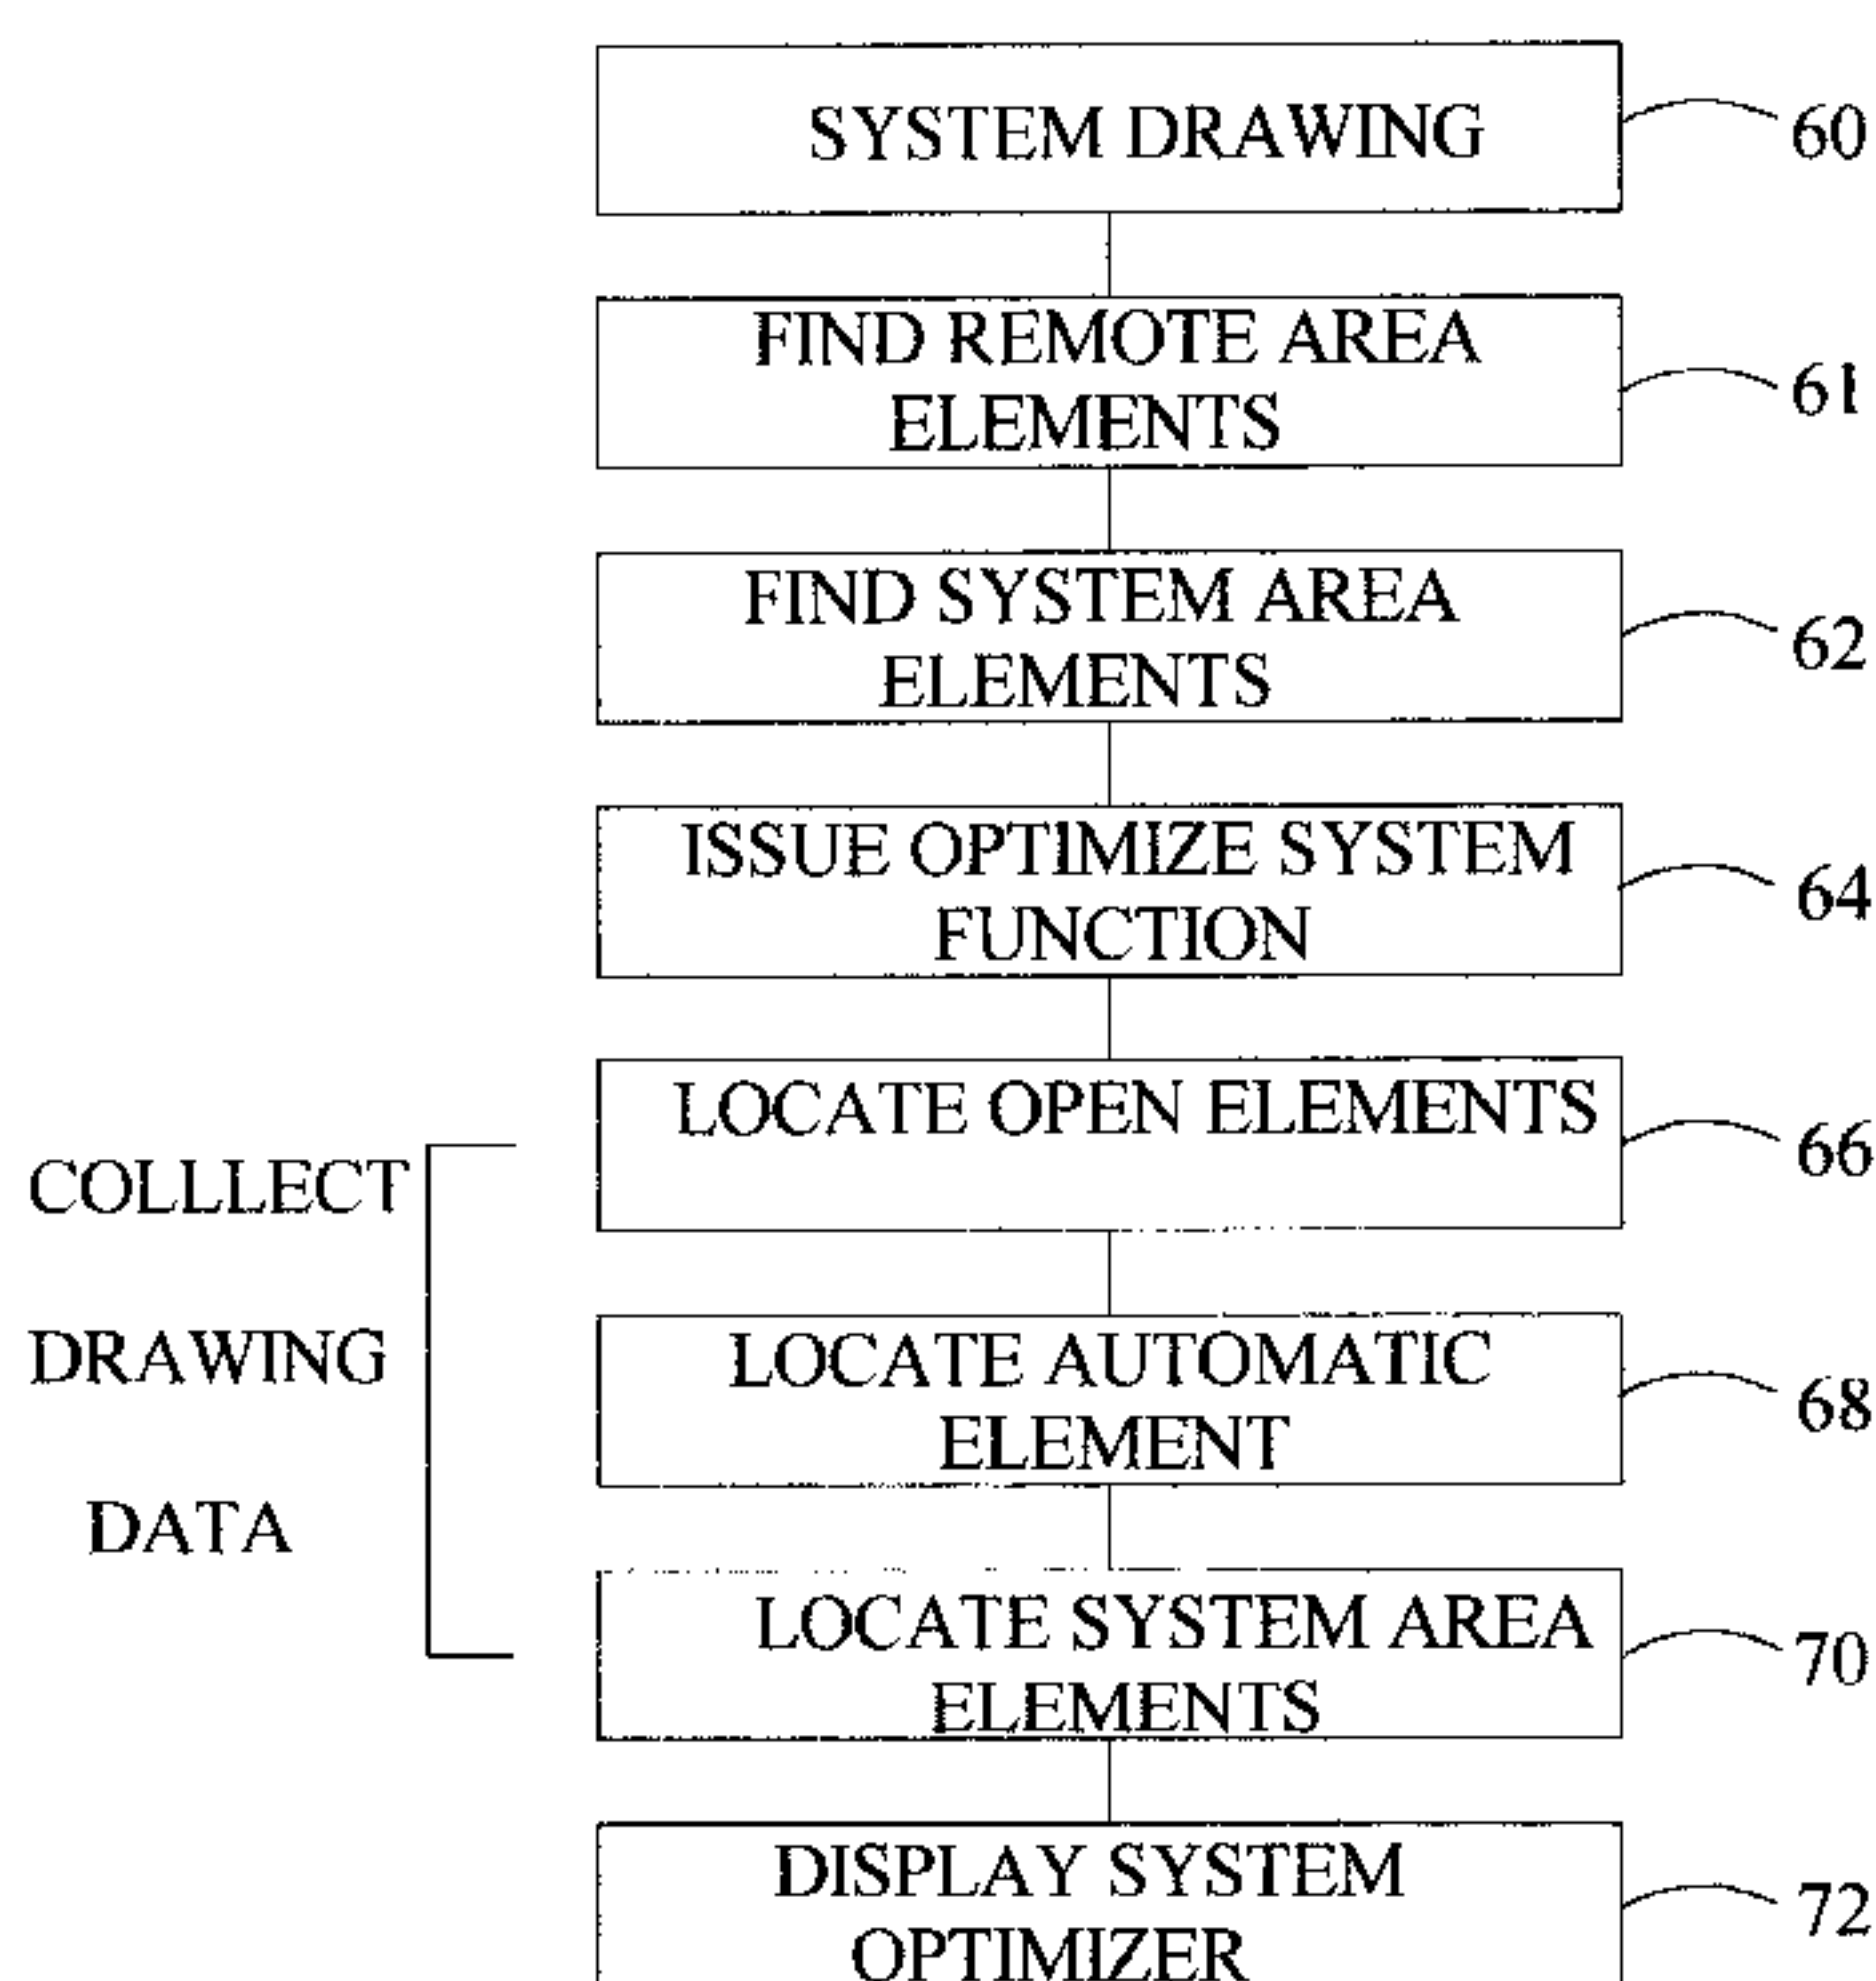 SYSTEM DRAWING
60
FIND REMOTE AREA
ELEMENTS
61
FIND SYSTEM AREA
ELEMENTS
62
ISSUE OPTIMIZE SYSTEM
FUNCTION
64
LOCATE OPEN ELEMENTS
66
COLLLECT
DRAWING
DATA
LOCATE AUTOMATIC
ELEMENT
68
LOCATE SYSTEM AREA
ELEMENTS
70
DISPLAY SYSTEM
OPTIMIZER
72